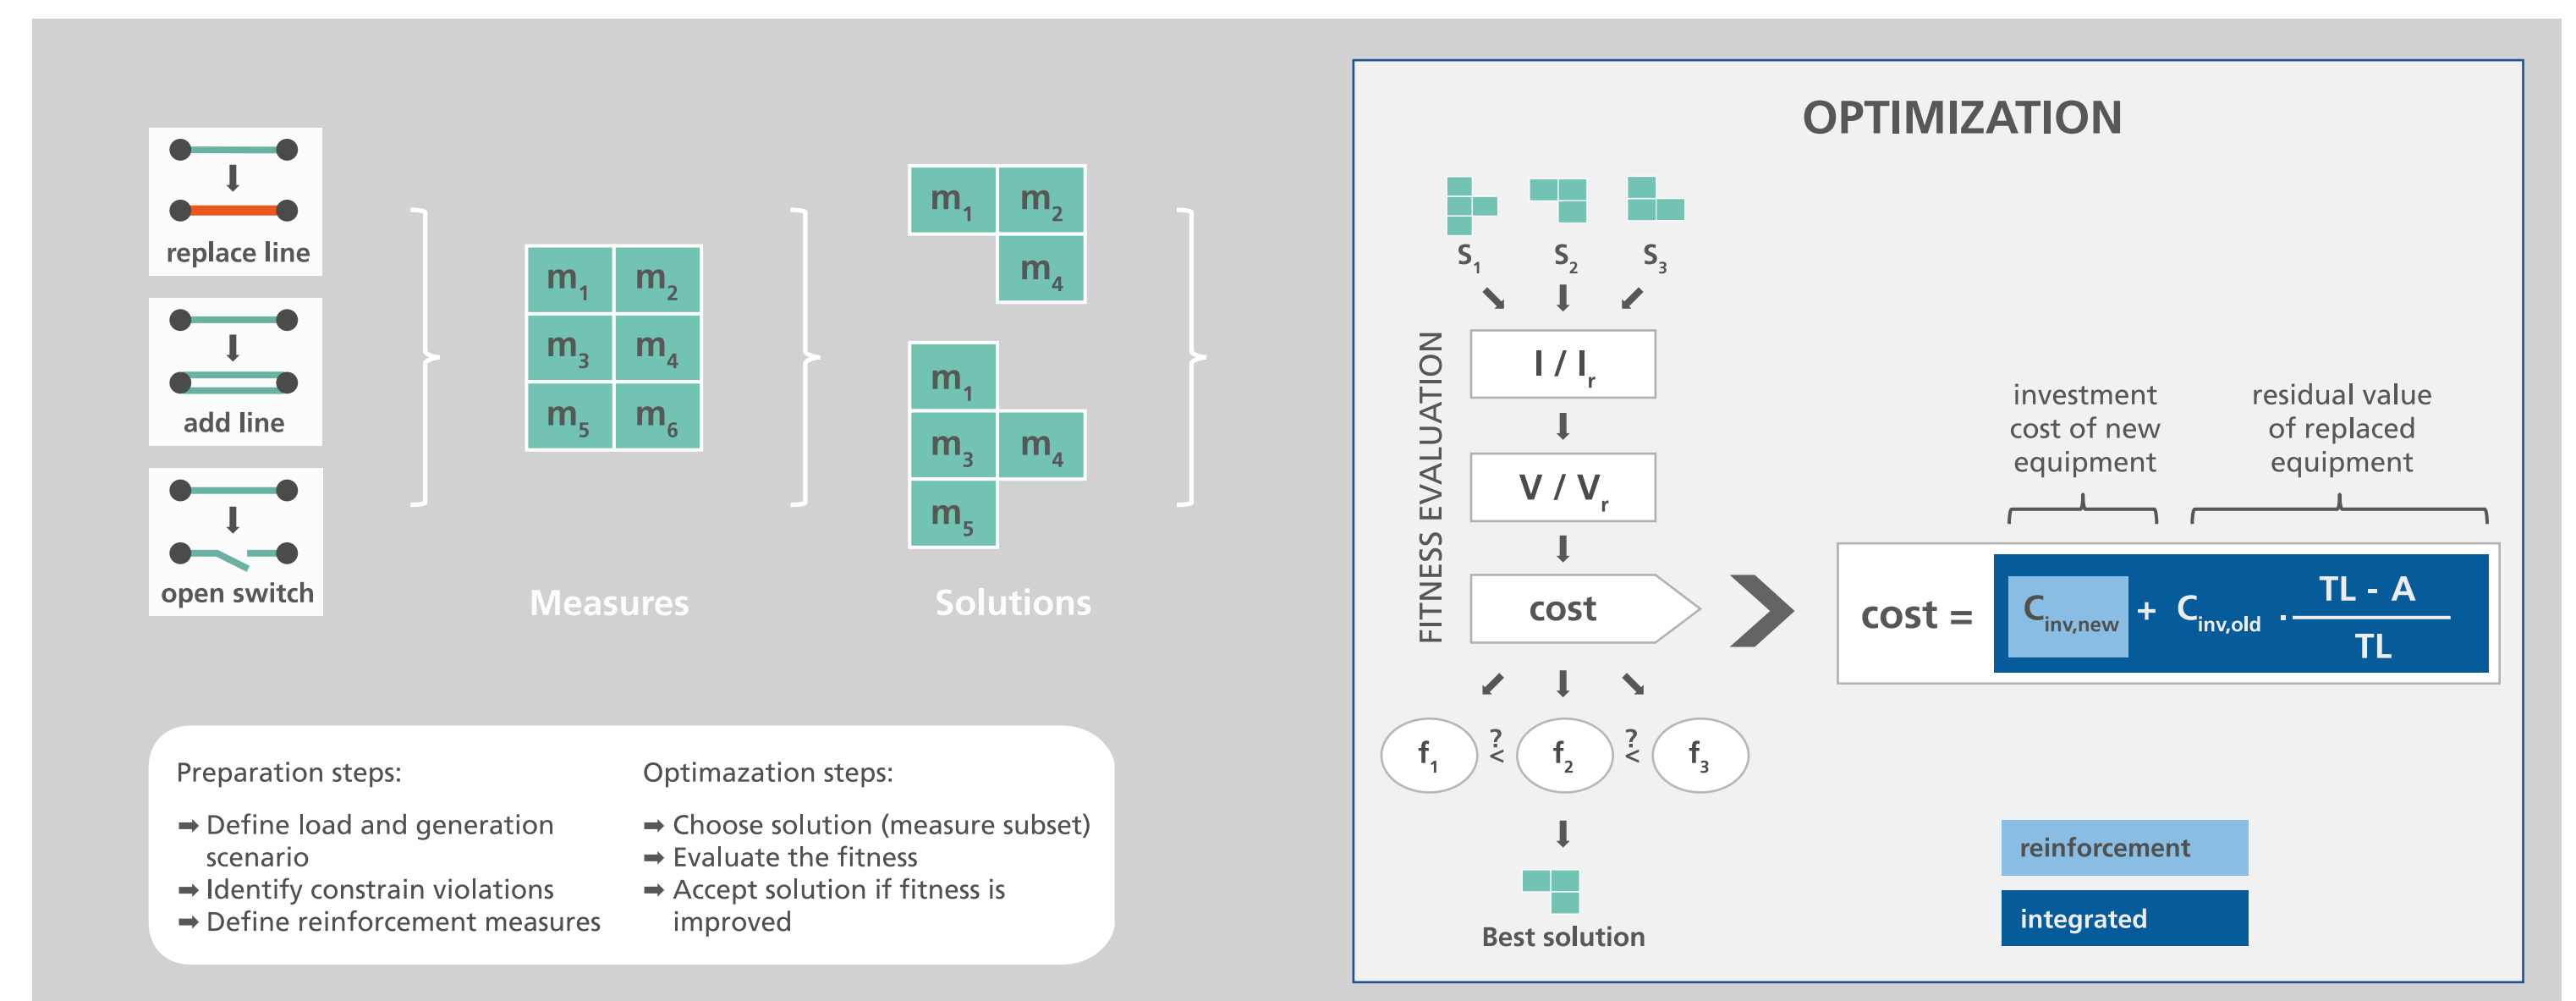 replace line
add line
open switch
m1 m2
m3 m4
m5 m6
Measures
m1 m2
m4
m1
m3 m4
m5
Solutions
Preparation steps:
➡ Define load and generation
scenario
➡ Identify constrain violations
➡ Define reinforcement measures
Optimazation steps:
➡ Choose solution (measure subset)
➡ Evaluate the fitness
➡ Accept solution if fitness is
improved
OPTIMIZATION
S1 S2 S3
FITNESS EVALUATION
I / Ir
V / Vr
cost
f1 ?< f2 ?< f3
Best solution
investment
cost of new
equipment
residual value
of replaced
equipment
cost = Cinv,new + Cinv,old . TL - A
TL
reinforcement
integrated